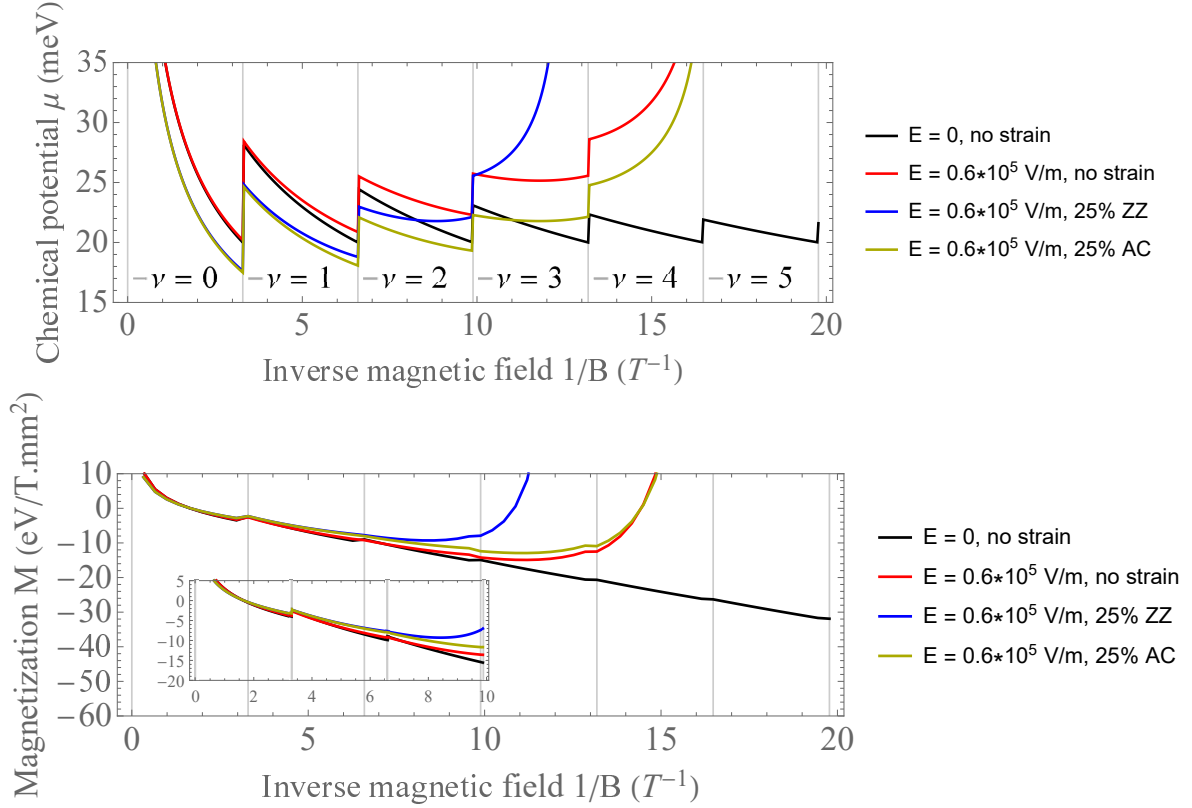 Chemical potential μ (meV)
35
30
25
20
15
ν = 0
ν = 1
ν = 2
ν = 3
ν = 4
ν = 5
0
5
10
15
20
Inverse magnetic field 1/B (T⁻¹)
E = 0, no strain
E = 0.6*10⁵ V/m, no strain
E = 0.6*10⁵ V/m, 25% ZZ
E = 0.6*10⁵ V/m, 25% AC
Magnetization M (eV/T.mm²)
10
0
−10
−20
−30
−40
−50
−60
5
0
−5
−10
−15
−20
0
2
4
6
8
10
0
5
10
15
20
Inverse magnetic field 1/B (T⁻¹)
E = 0, no strain
E = 0.6*10⁵ V/m, no strain
E = 0.6*10⁵ V/m, 25% ZZ
E = 0.6*10⁵ V/m, 25% AC